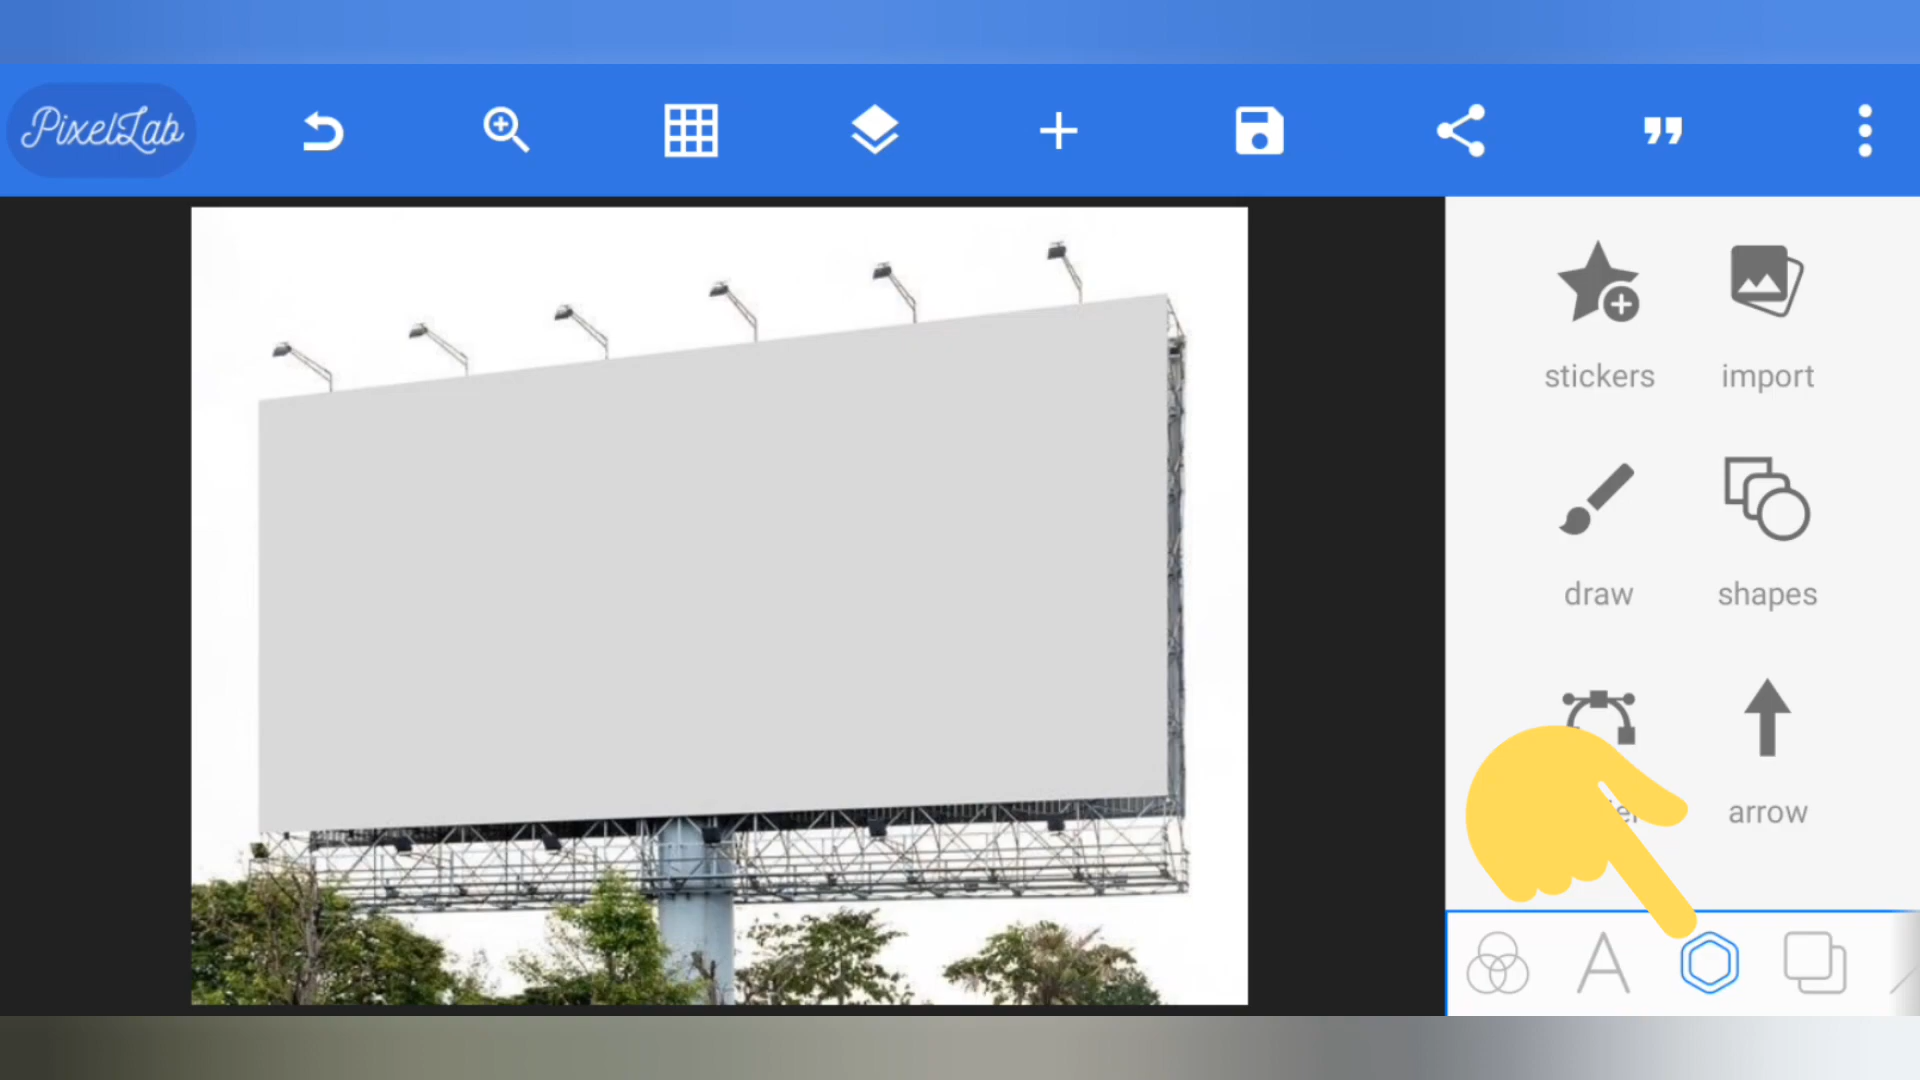 PixelLab
stickers
import
draw
shapes
arrow